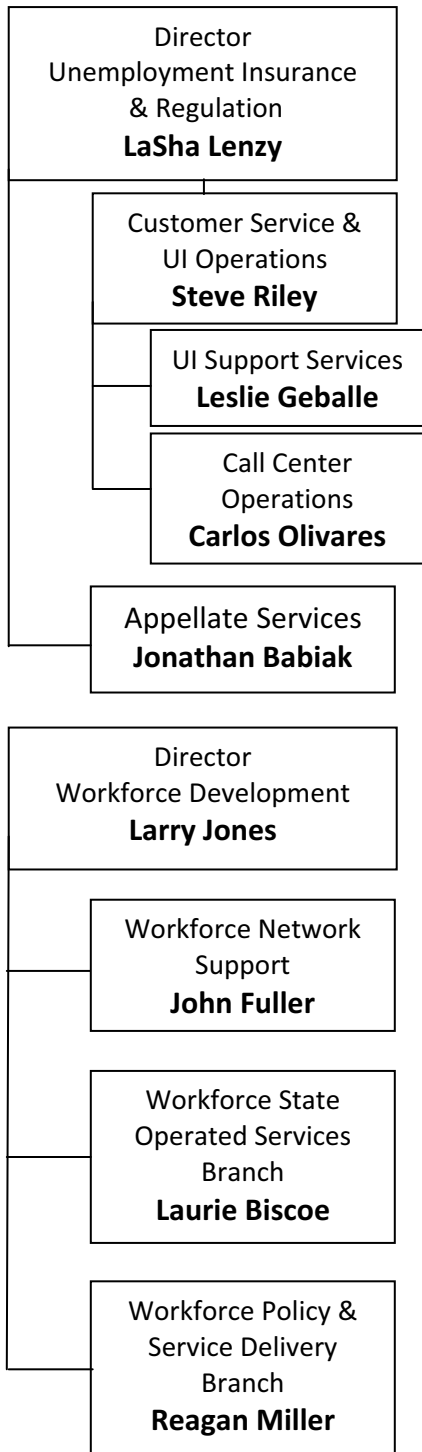 Director
Unemployment Insurance
& Regulation
LaSha Lenzy
Customer Service &
UI Operations
Steve Riley
UI Support Services
Leslie Geballe
Call Center
Operations
Carlos Olivares
Appellate Services
Jonathan Babiak
Director
Workforce Development
Larry Jones
Workforce Network
Support
John Fuller
Workforce State
Operated Services
Branch
Laurie Biscoe
Workforce Policy &
Service Delivery
Branch
Reagan Miller